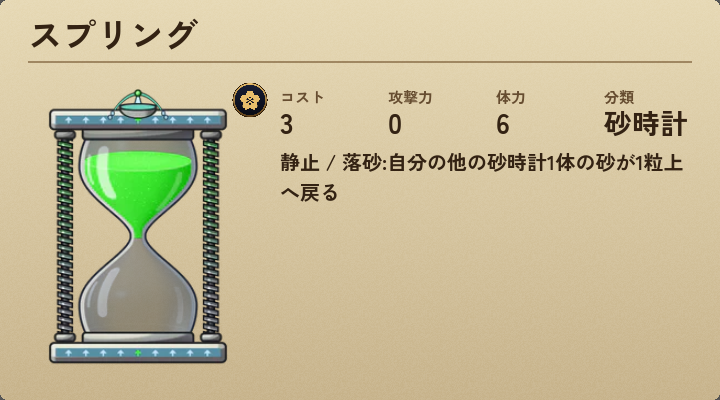 スプリング
コスト 攻撃力 体力 分類
3 0 6 砂時計
静止 / 落砂:自分の他の砂時計1体の砂が1粒上
へ戻る